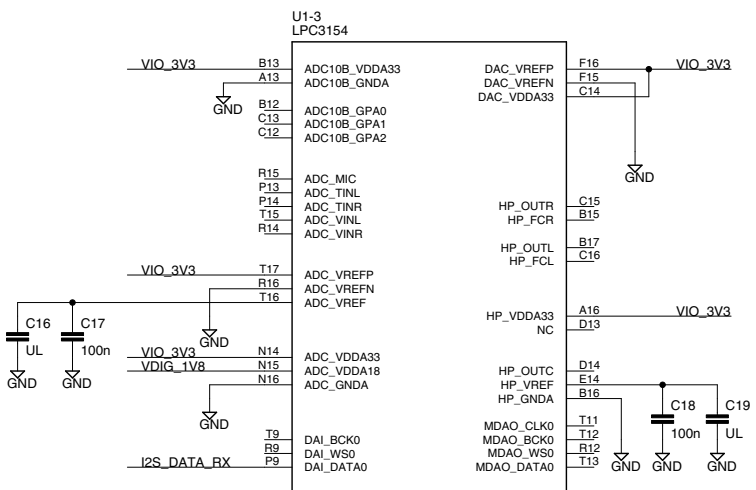 U1-3
LPC3154
VIO_3V3 B13 ADC10B_VDDA33 DAC_VREFP F16 VIO_3V3
A13 ADC10B_GNDA DAC_VREFN F15
DAC_VDDA33 C14
GND
B12 ADC10B_GPA0
C13 ADC10B_GPA1
C12 ADC10B_GPA2
GND
R15 ADC_MIC
P13 ADC_TINL
P14 ADC_TINR
T15 ADC_VINL
R14 ADC_VINR
HP_OUTR C15
HP_FCR B15
HP_OUTL B17
HP_FCL C16
VIO_3V3 T17 ADC_VREFP
R16 ADC_VREFN
T16 ADC_VREF
HP_VDDA33 A16 VIO_3V3
NC D13
C16 C17
UL 100n
GND
VIO_3V3 N14 ADC_VDDA33
VDIG_1V8 N15 ADC_VDDA18
N16 ADC_GNDA
HP_OUTC D14
HP_VREF E14
HP_GNDA B16
GND GND
C18 C19
100n UL
GND
MDAO_CLK0 T11
T9 DAI_BCK0 MDAO_BCK0 T12
R9 DAI_WS0 MDAO_WS0 R12
I2S_DATA_RX P9 DAI_DATA0 MDAO_DATA0 T13
GND GND GND